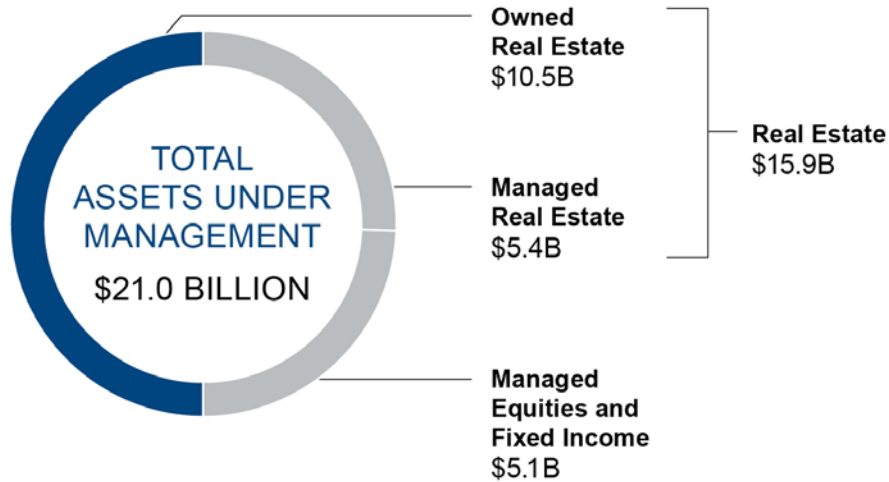 TOTAL
ASSETS UNDER
MANAGEMENT
$21.0 BILLION
Owned
Real Estate
$10.5B
Managed
Real Estate
$5.4B
Real Estate
$15.9B
Managed
Equities and
Fixed Income
$5.1B